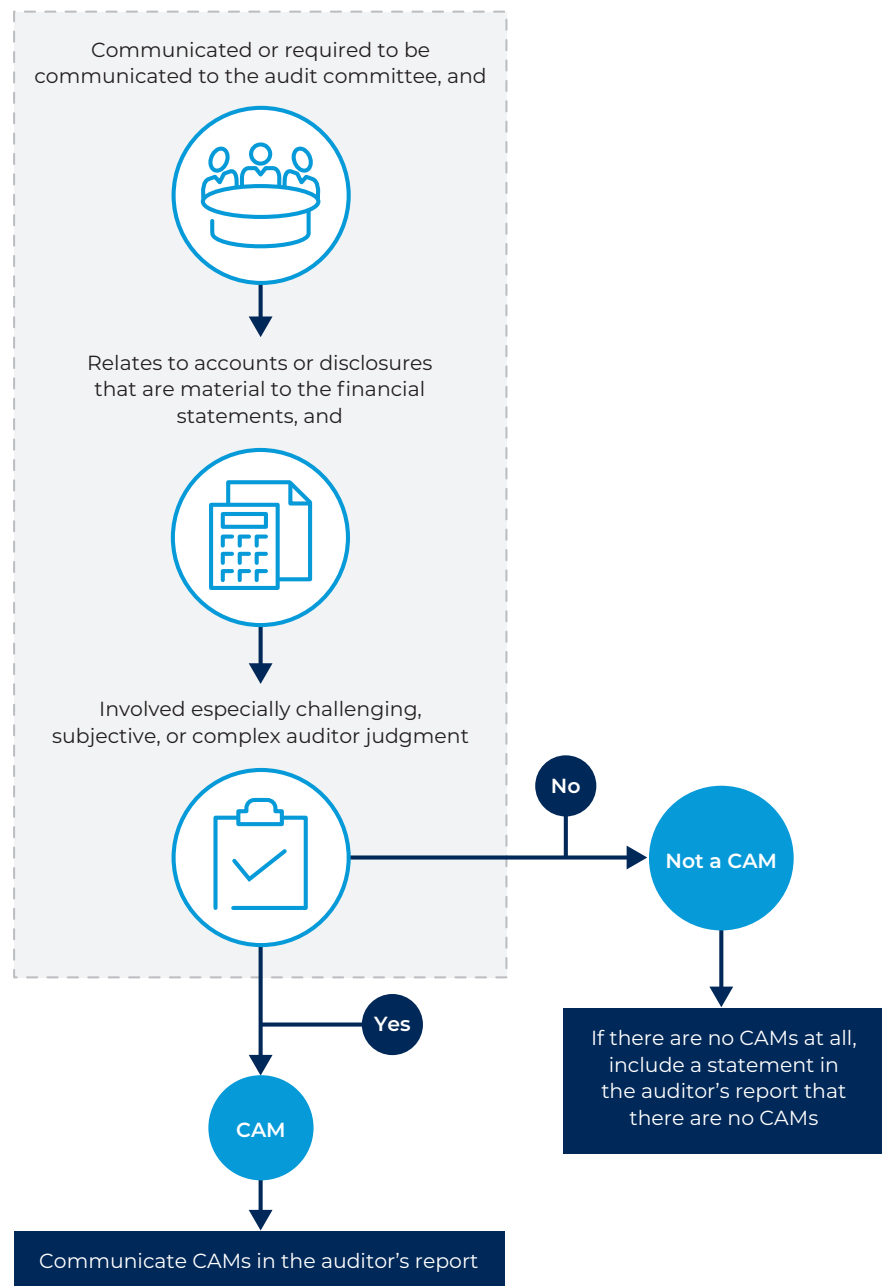 Communicated or required to be
communicated to the audit committee, and
Relates to accounts or disclosures
that are material to the financial
statements, and
Involved especially challenging,
subjective, or complex auditor judgment
No
Not a CAM
Yes
If there are no CAMs at all,
include a statement in
the auditor’s report that
there are no CAMs
CAM
Communicate CAMs in the auditor’s report